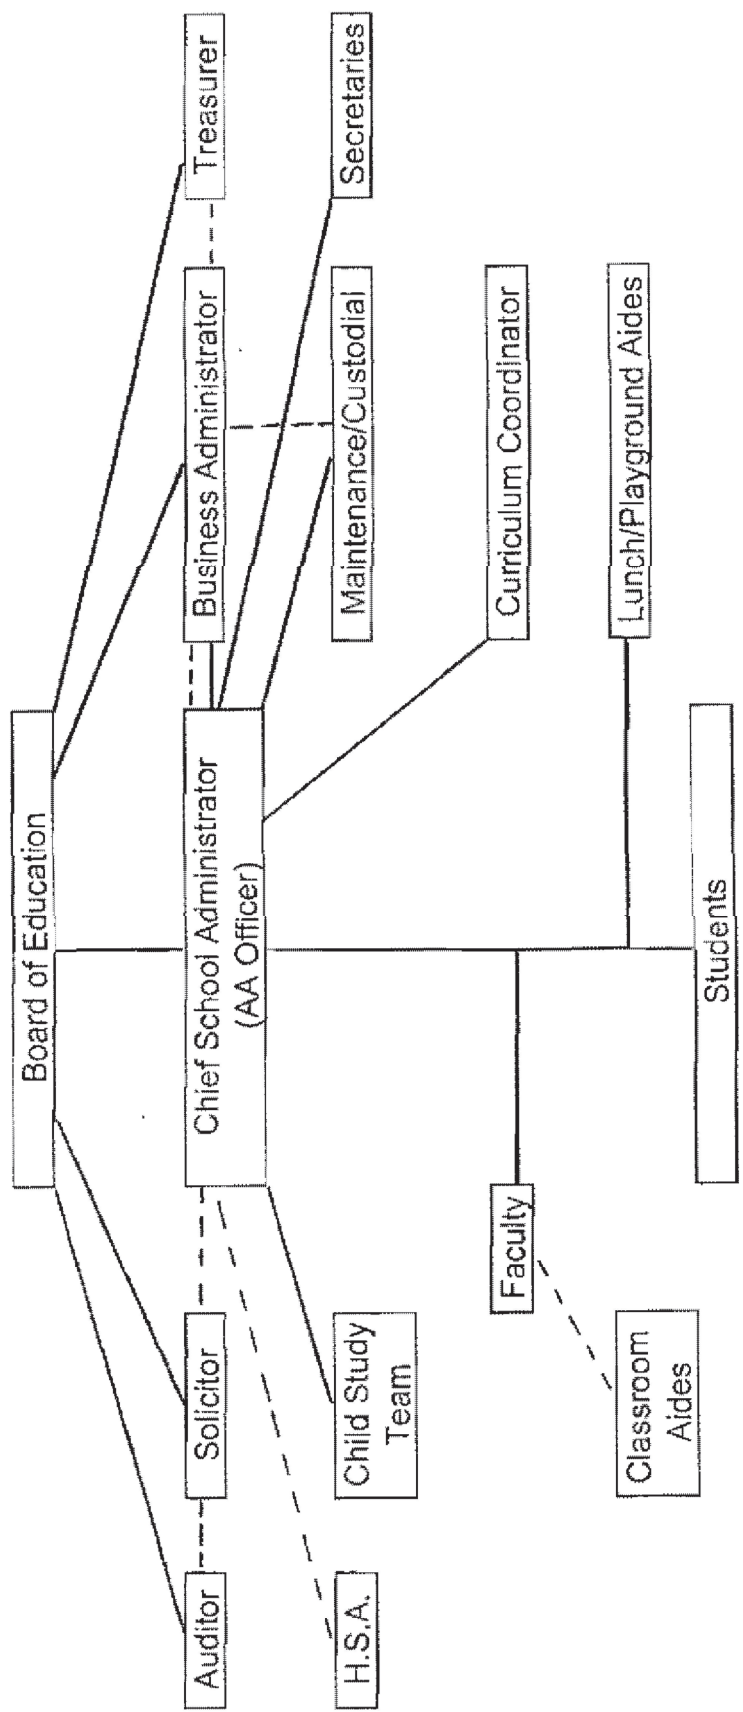 Board of Education
Auditor
Solicitor
Chief School Administrator
(AA Officer)
Business Administrator
Treasurer
H.S.A.
Child Study
Team
Maintenance/Custodial
Secretaries
Faculty
Curriculum Coordinator
Classroom
Aides
Lunch/Playground Aides
Students